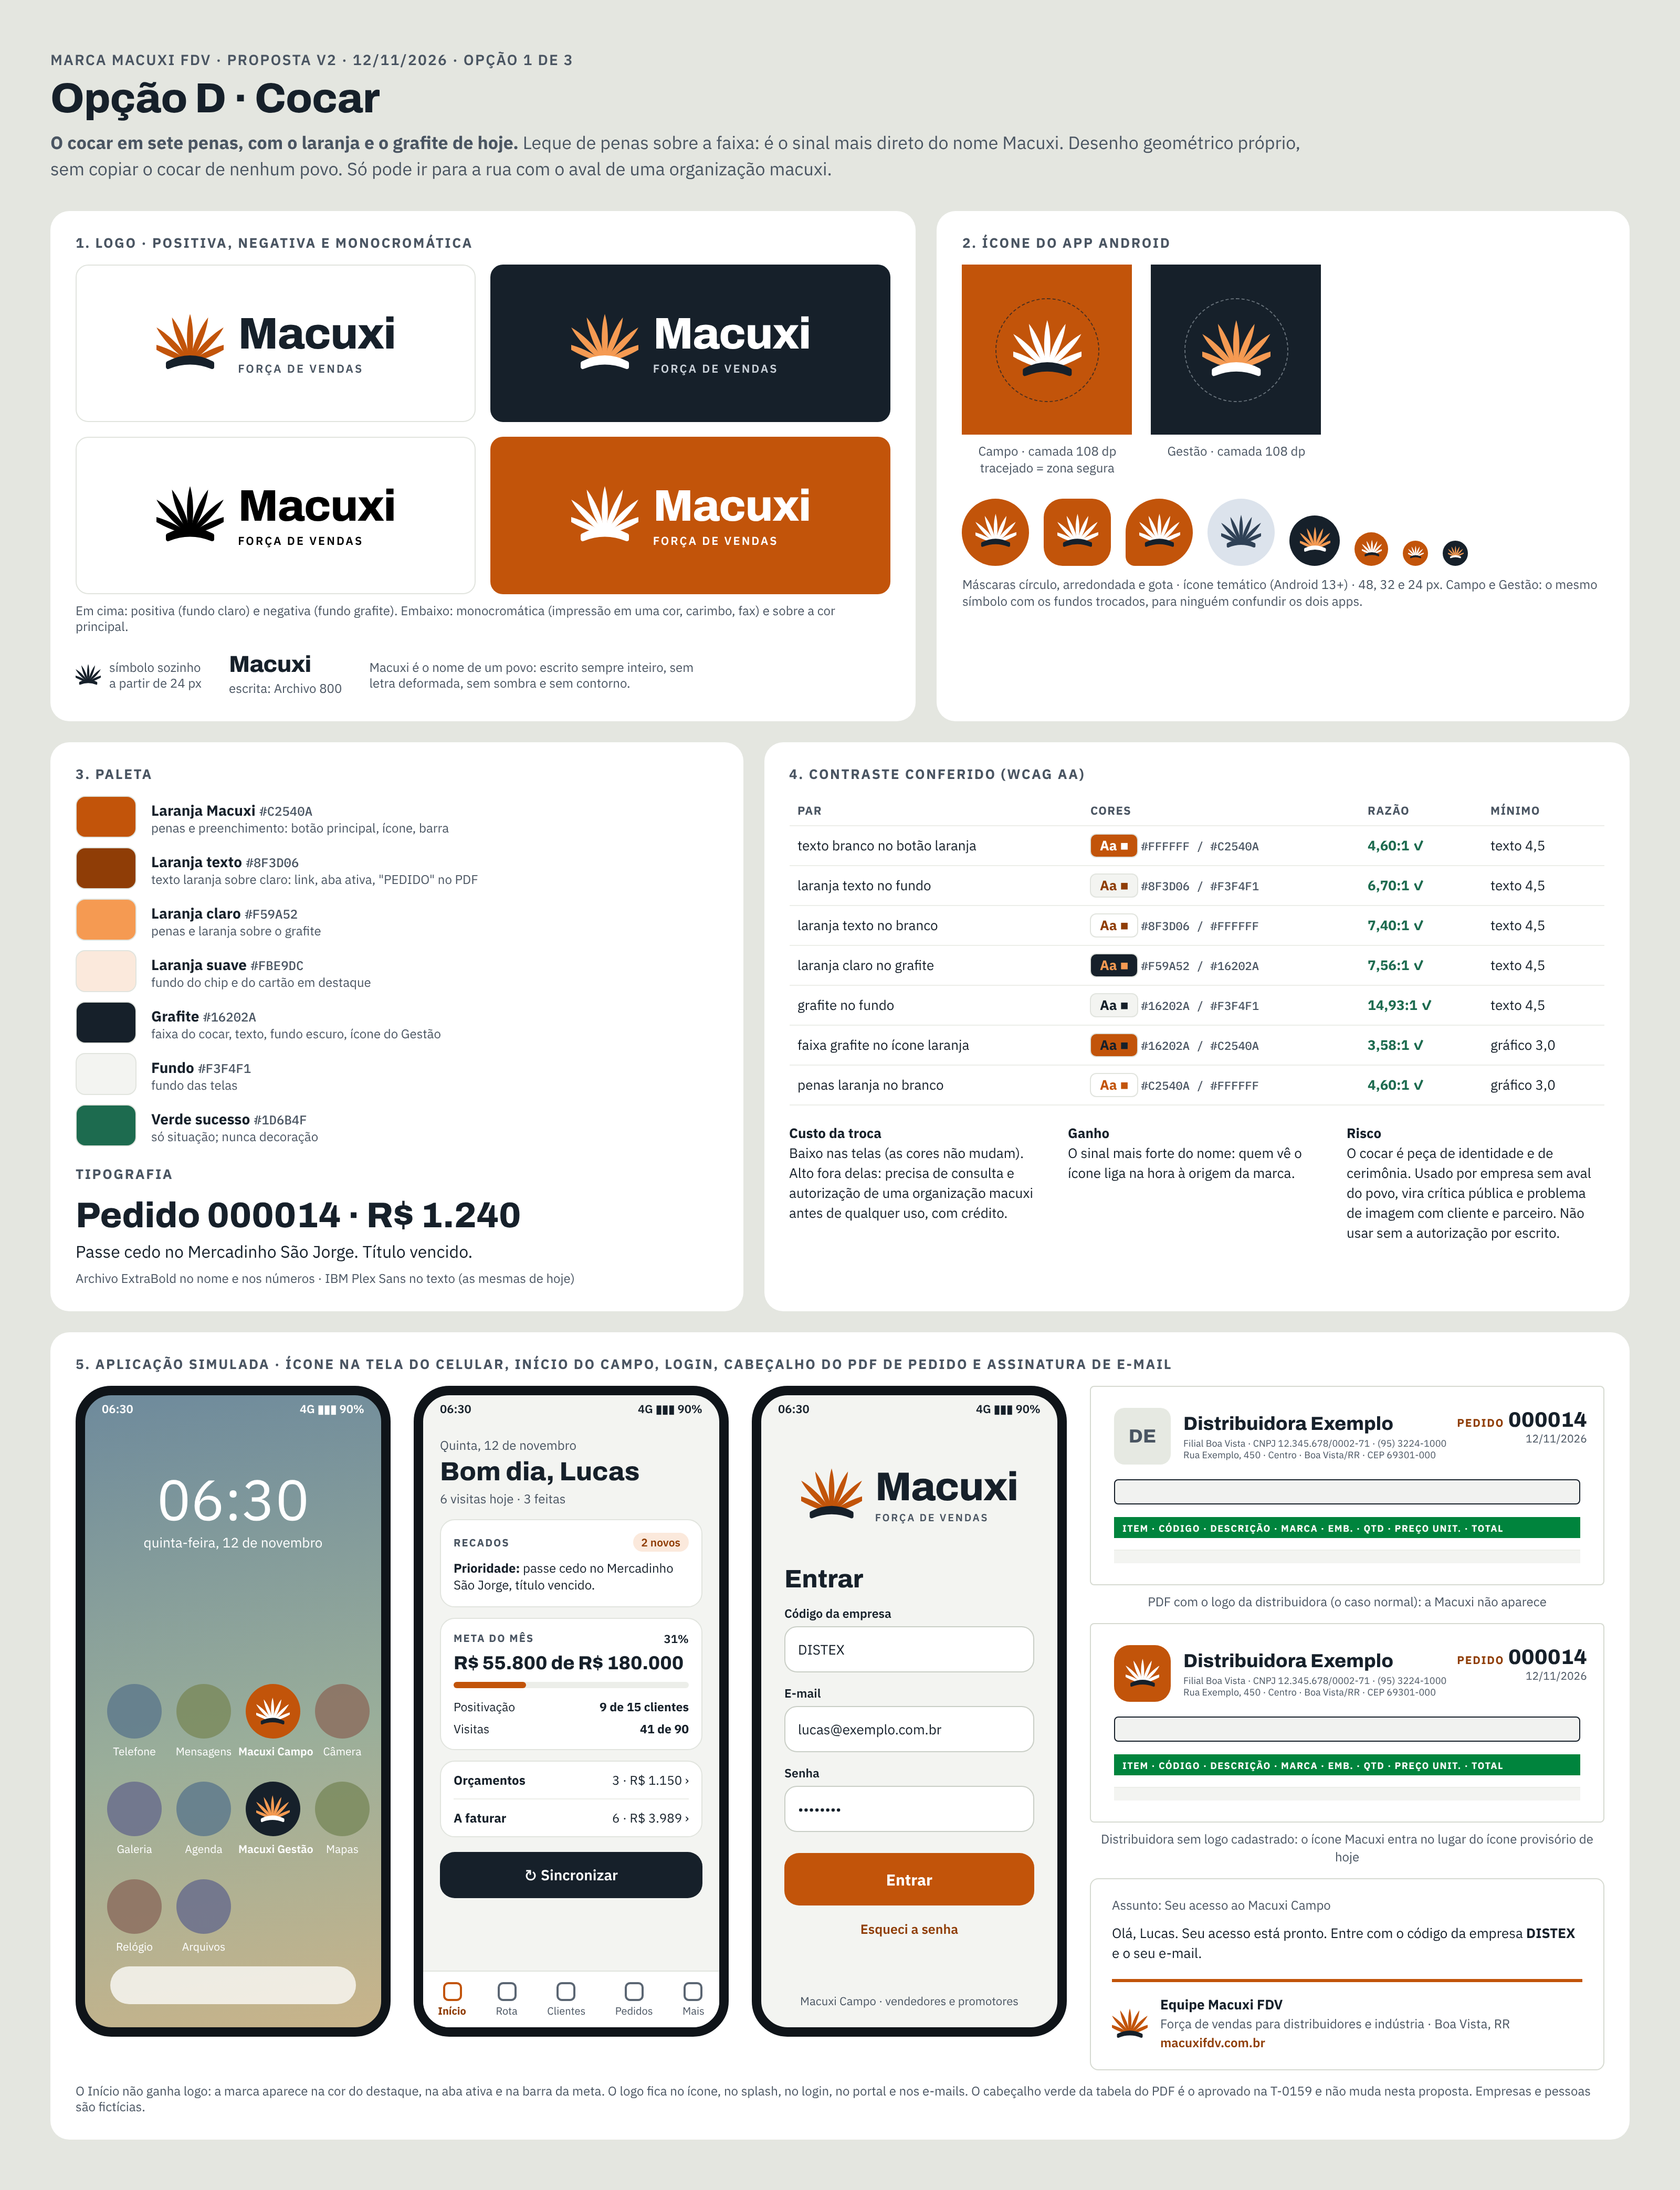 MARCA MACUXI FDV · PROPOSTA V2 · 12/11/2026 · OPÇÃO 1 DE 3
Opção D · Cocar
O cocar em sete penas, com o laranja e o grafite de hoje. Leque de penas sobre a faixa: é o sinal mais direto do nome Macuxi. Desenho geométrico próprio,
sem copiar o cocar de nenhum povo. Só pode ir para a rua com o aval de uma organização macuxi.
1. LOGO · POSITIVA, NEGATIVA E MONOCROMÁTICA
Macuxi
FORÇA DE VENDAS
Macuxi
FORÇA DE VENDAS
Macuxi
FORÇA DE VENDAS
Macuxi
FORÇA DE VENDAS
Em cima: positiva (fundo claro) e negativa (fundo grafite). Embaixo: monocromática (impressão em uma cor, carimbo, fax) e sobre a cor
principal.
símbolo sozinho
a partir de 24 px
Macuxi
escrita: Archivo 800
Macuxi é o nome de um povo: escrito sempre inteiro, sem
letra deformada, sem sombra e sem contorno.
2. ÍCONE DO APP ANDROID
Campo · camada 108 dp
tracejado = zona segura
Gestão · camada 108 dp
Máscaras círculo, arredondada e gota · ícone temático (Android 13+) · 48, 32 e 24 px. Campo e Gestão: o mesmo
símbolo com os fundos trocados, para ninguém confundir os dois apps.
3. PALETA
Laranja Macuxi #C2540A
penas e preenchimento: botão principal, ícone, barra
Laranja texto #8F3D06
texto laranja sobre claro: link, aba ativa, "PEDIDO" no PDF
Laranja claro #F59A52
penas e laranja sobre o grafite
Laranja suave #FBE9DC
fundo do chip e do cartão em destaque
Grafite #16202A
faixa do cocar, texto, fundo escuro, ícone do Gestão
Fundo #F3F4F1
fundo das telas
Verde sucesso #1D6B4F
só situação; nunca decoração
TIPOGRAFIA
Pedido 000014 · R$ 1.240
Passe cedo no Mercadinho São Jorge. Título vencido.
Archivo ExtraBold no nome e nos números · IBM Plex Sans no texto (as mesmas de hoje)
4. CONTRASTE CONFERIDO (WCAG AA)
PAR CORES RAZÃO MÍNIMO
texto branco no botão laranja Aa ■ #FFFFFF / #C2540A 4,60:1 ✓ texto 4,5
laranja texto no fundo Aa ■ #8F3D06 / #F3F4F1 6,70:1 ✓ texto 4,5
laranja texto no branco Aa ■ #8F3D06 / #FFFFFF 7,40:1 ✓ texto 4,5
laranja claro no grafite Aa ■ #F59A52 / #16202A 7,56:1 ✓ texto 4,5
grafite no fundo Aa ■ #16202A / #F3F4F1 14,93:1 ✓ texto 4,5
faixa grafite no ícone laranja Aa ■ #16202A / #C2540A 3,58:1 ✓ gráfico 3,0
penas laranja no branco Aa ■ #C2540A / #FFFFFF 4,60:1 ✓ gráfico 3,0
Custo da troca
Baixo nas telas (as cores não mudam).
Alto fora delas: precisa de consulta e
autorização de uma organização macuxi
antes de qualquer uso, com crédito.
Ganho
O sinal mais forte do nome: quem vê o
ícone liga na hora à origem da marca.
Risco
O cocar é peça de identidade e de
cerimônia. Usado por empresa sem aval
do povo, vira crítica pública e problema
de imagem com cliente e parceiro. Não
usar sem a autorização por escrito.
5. APLICAÇÃO SIMULADA · ÍCONE NA TELA DO CELULAR, INÍCIO DO CAMPO, LOGIN, CABEÇALHO DO PDF DE PEDIDO E ASSINATURA DE E-MAIL
06:30 4G ▮▮▮ 90%
06:30
quinta-feira, 12 de novembro
Telefone Mensagens Macuxi Campo Câmera
Galeria Agenda Macuxi Gestão Mapas
Relógio Arquivos
06:30 4G ▮▮▮ 90%
Quinta, 12 de novembro
Bom dia, Lucas
6 visitas hoje · 3 feitas
RECADOS 2 novos
Prioridade: passe cedo no Mercadinho
São Jorge, título vencido.
META DO MÊS 31%
R$ 55.800 de R$ 180.000
Positivação 9 de 15 clientes
Visitas 41 de 90
Orçamentos 3 · R$ 1.150 ›
A faturar 6 · R$ 3.989 ›
↻ Sincronizar
Início Rota Clientes Pedidos Mais
06:30 4G ▮▮▮ 90%
Macuxi
FORÇA DE VENDAS
Entrar
Código da empresa
DISTEX
E-mail
lucas@exemplo.com.br
Senha
••••••••
Entrar
Esqueci a senha
Macuxi Campo · vendedores e promotores
DE
Distribuidora Exemplo
Filial Boa Vista · CNPJ 12.345.678/0002-71 · (95) 3224-1000
Rua Exemplo, 450 · Centro · Boa Vista/RR · CEP 69301-000
PEDIDO 000014
12/11/2026
ITEM · CÓDIGO · DESCRIÇÃO · MARCA · EMB. · QTD · PREÇO UNIT. · TOTAL
PDF com o logo da distribuidora (o caso normal): a Macuxi não aparece
Distribuidora Exemplo
Filial Boa Vista · CNPJ 12.345.678/0002-71 · (95) 3224-1000
Rua Exemplo, 450 · Centro · Boa Vista/RR · CEP 69301-000
PEDIDO 000014
12/11/2026
ITEM · CÓDIGO · DESCRIÇÃO · MARCA · EMB. · QTD · PREÇO UNIT. · TOTAL
Distribuidora sem logo cadastrado: o ícone Macuxi entra no lugar do ícone provisório de
hoje
Assunto: Seu acesso ao Macuxi Campo
Olá, Lucas. Seu acesso está pronto. Entre com o código da empresa DISTEX
e o seu e-mail.
Equipe Macuxi FDV
Força de vendas para distribuidores e indústria · Boa Vista, RR
macuxifdv.com.br
O Início não ganha logo: a marca aparece na cor do destaque, na aba ativa e na barra da meta. O logo fica no ícone, no splash, no login, no portal e nos e-mails. O cabeçalho verde da tabela do PDF é o aprovado na T-0159 e não muda nesta proposta. Empresas e pessoas
são fictícias.